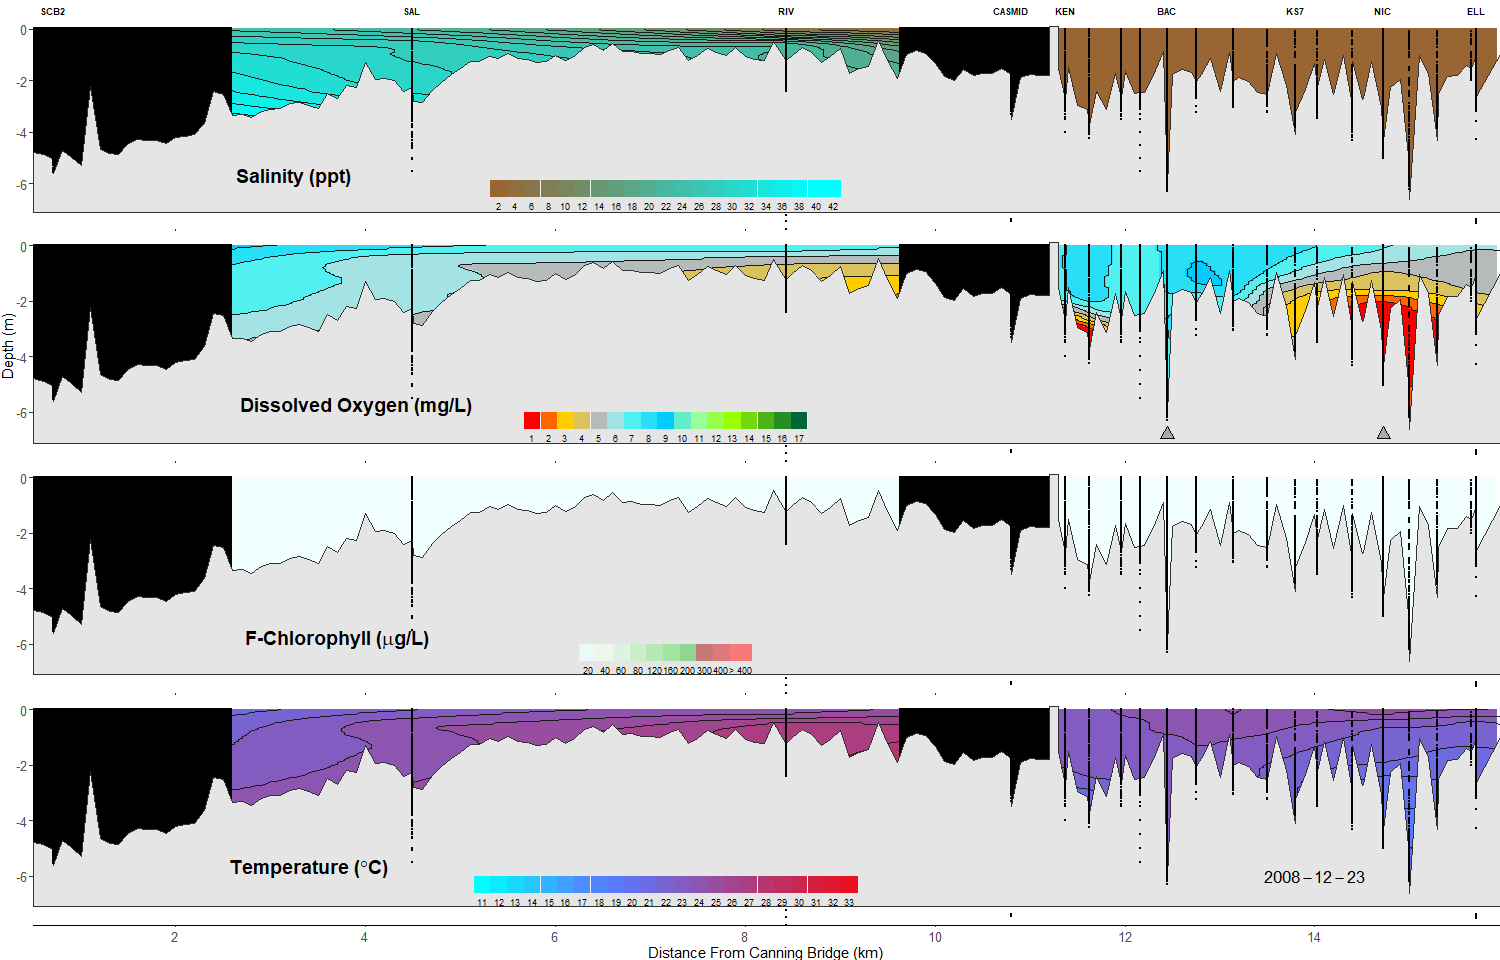 SCB2 SAL RIV CASMID KEN BAC KS7 NIC ELL
0
-2
-4
-6
Salinity (ppt)
2 4 6 8 10 12 14 16 18 20 22 24 26 28 30 32 34 36 38 40 42
0
-2
-4
-6
Depth (m)
Dissolved Oxygen (mg/L)
1 2 3 4 5 6 7 8 9 10 11 12 13 14 15 16 17
0
-2
-4
-6
F-Chlorophyll (μg/L)
20 40 60 80 120 160 200 300 400 > 400
0
-2
-4
-6
Temperature (°C)
2008 – 12 – 23
11 12 13 14 15 16 17 18 19 20 21 22 23 24 25 26 27 28 29 30 31 32 33
2 4 6 8 10 12 14
Distance From Canning Bridge (km)